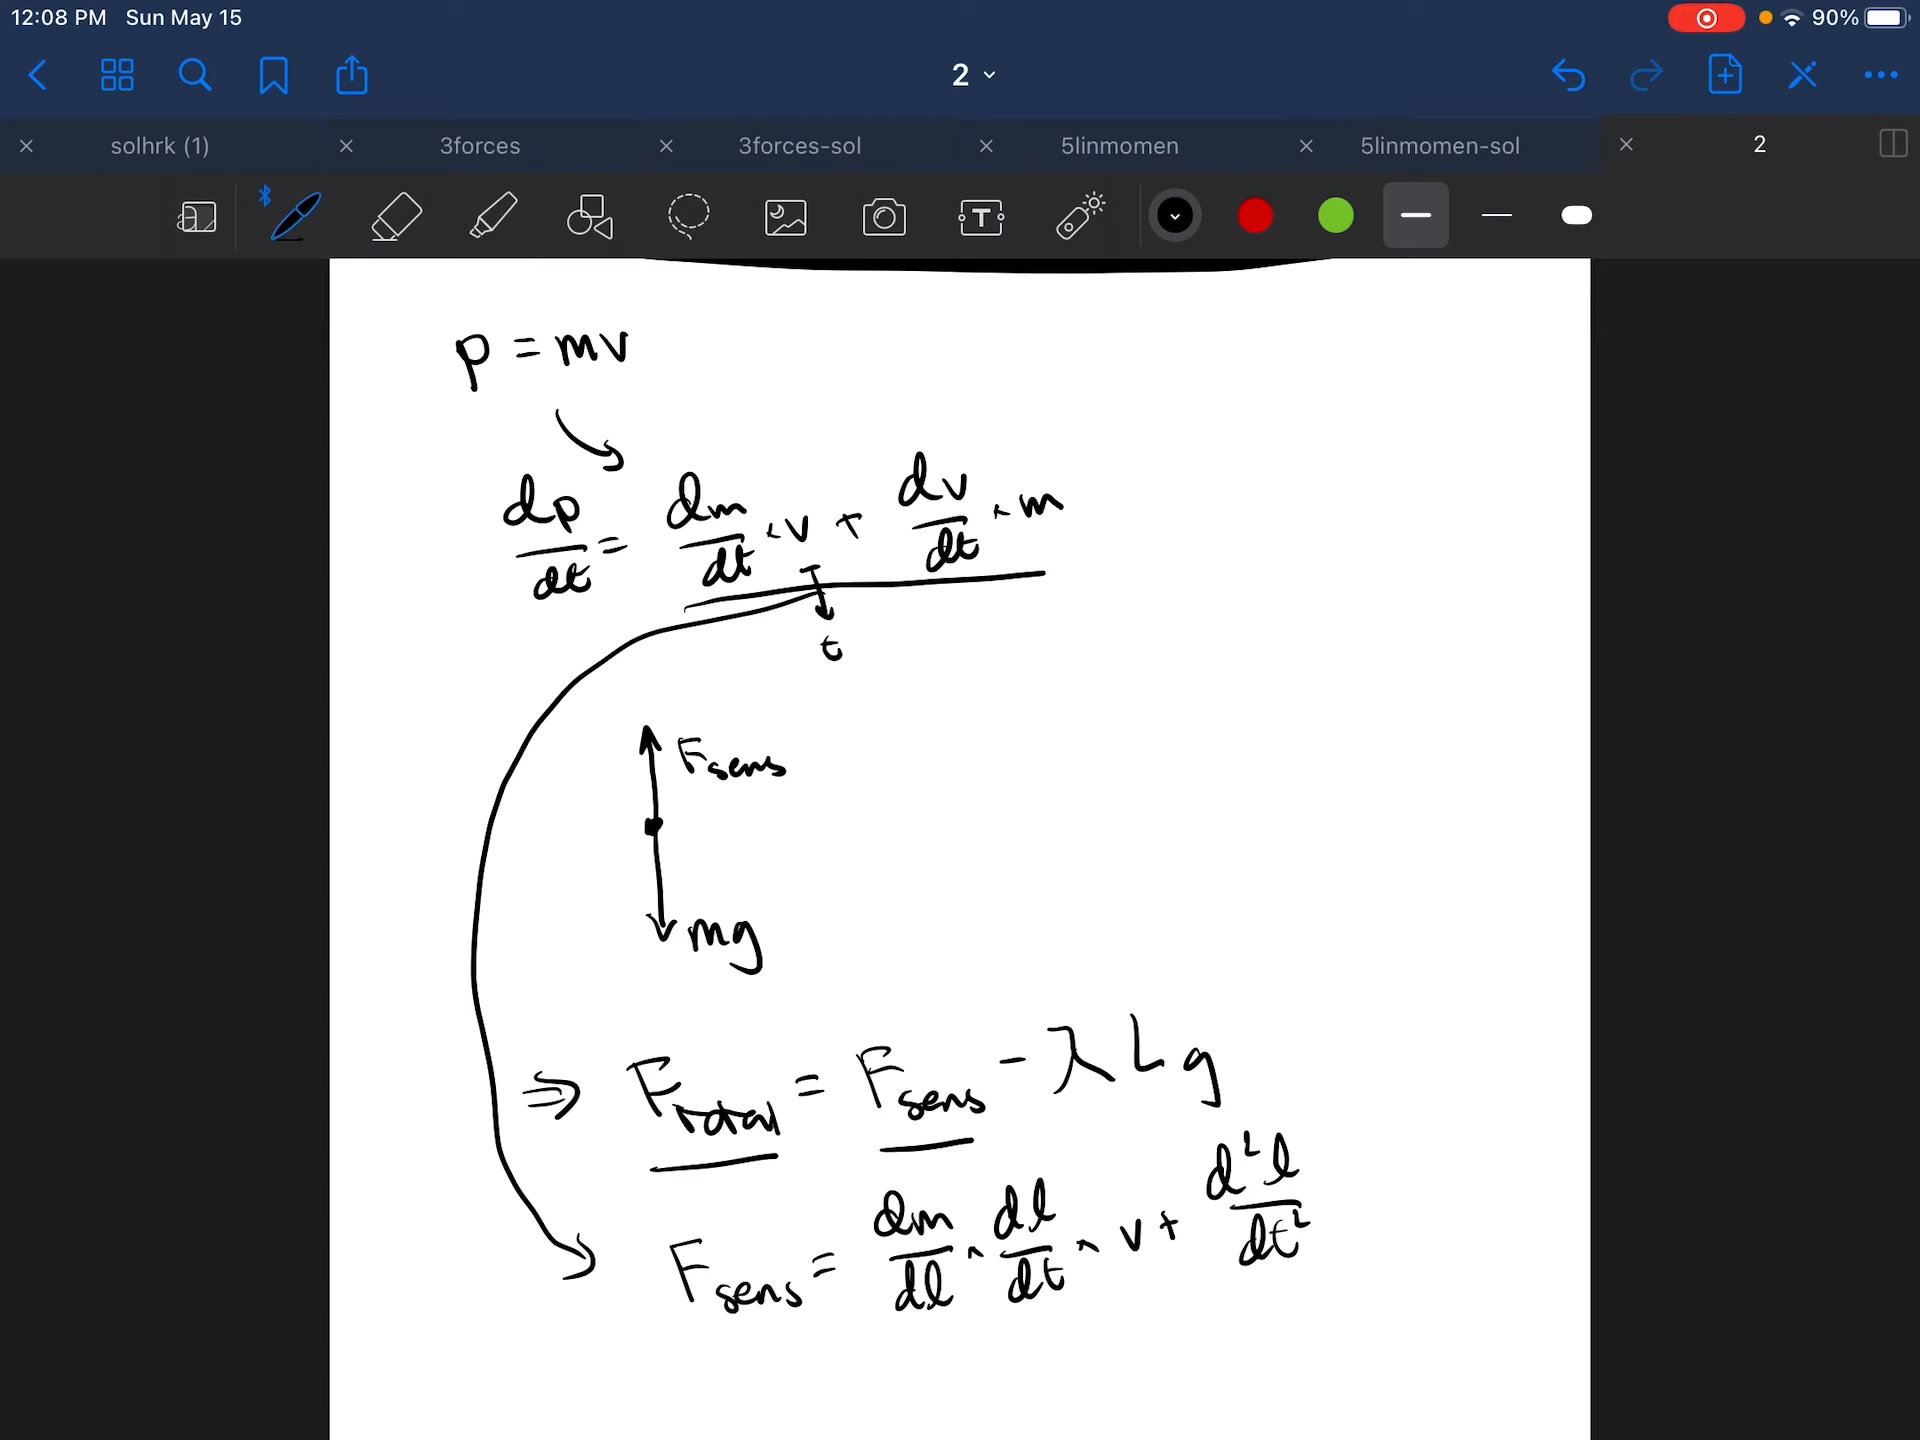 12:08 PM Sun May 15 90%
2
solhrk (1) 3forces 3forces-sol 5linmomen 5linmomen-sol 2
T
p = mv
dp/dt = dm/dt · v + dv/dt · m
t
Fsens
mg
⇒ Ftotal = Fsens - λLg
Fsens = dm/dl · dl/dt · v + d²l/dt²